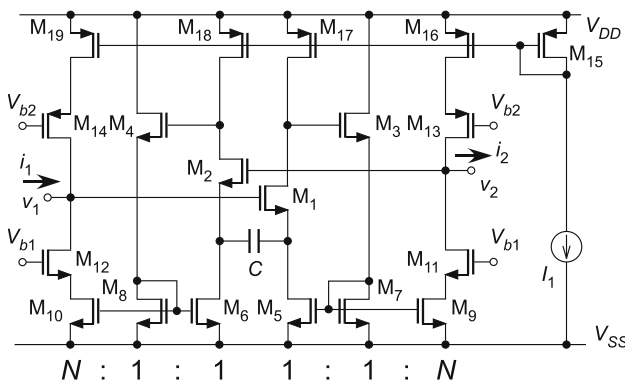 M19 M18 M17 M16 VDD
M15
Vb2 M14 M4 M3 M13 Vb2
i1 M2 i2
v1 M1 v2
Vb1 M12 C M11 Vb1 I1
M10 M8 M6 M5 M7 M9
VSS
N : 1 : 1 1 : 1 : N